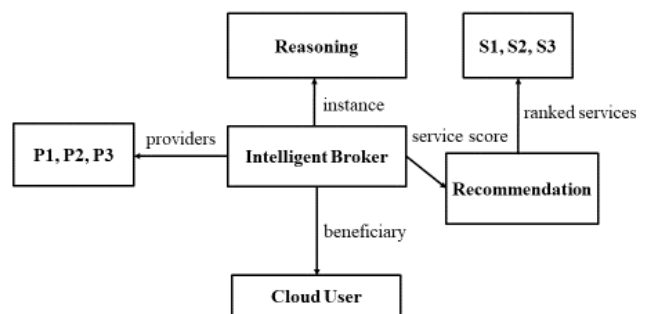 Reasoning
S1, S2, S3
instance
ranked services
P1, P2, P3
providers
Intelligent Broker
service score
Recommendation
beneficiary
Cloud User